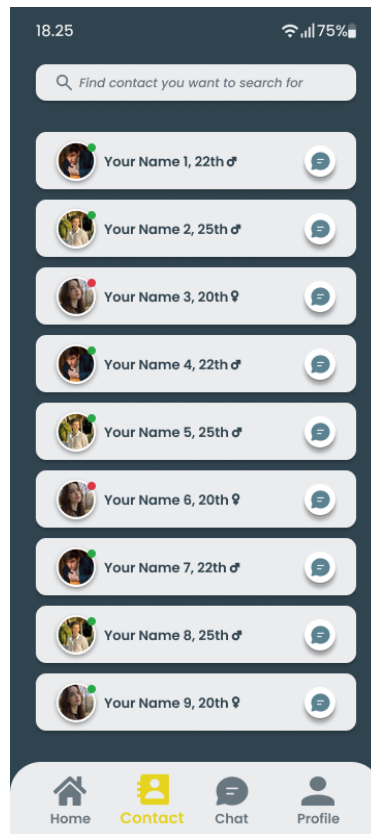 18.25 75%
Find contact you want to search for
Your Name 1, 22th ♂
Your Name 2, 25th ♂
Your Name 3, 20th ♀
Your Name 4, 22th ♂
Your Name 5, 25th ♂
Your Name 6, 20th ♀
Your Name 7, 22th ♂
Your Name 8, 25th ♂
Your Name 9, 20th ♀
Home Contact Chat Profile